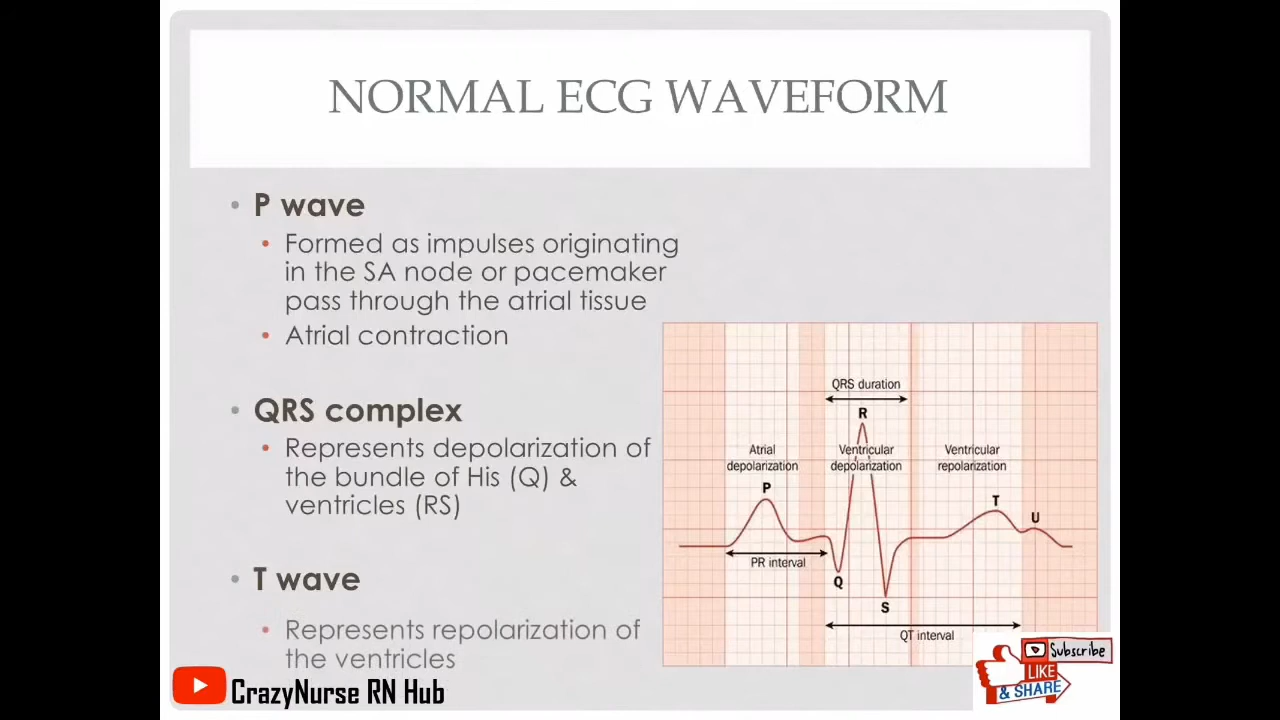 NORMAL ECG WAVEFORM
• P wave
• Formed as impulses originating
in the SA node or pacemaker
pass through the atrial tissue
• Atrial contraction
• QRS complex
• Represents depolarization of
the bundle of His (Q) &
ventricles (RS)
• T wave
• Represents repolarization of
the ventricles
QRS duration
R
Atrial
depolarization
Ventricular
depolarization
Ventricular
repolarization
P
T
U
PR interval
Q
S
QT interval
CrazyNurse RN Hub
Subscribe
LIKE
& SHARE